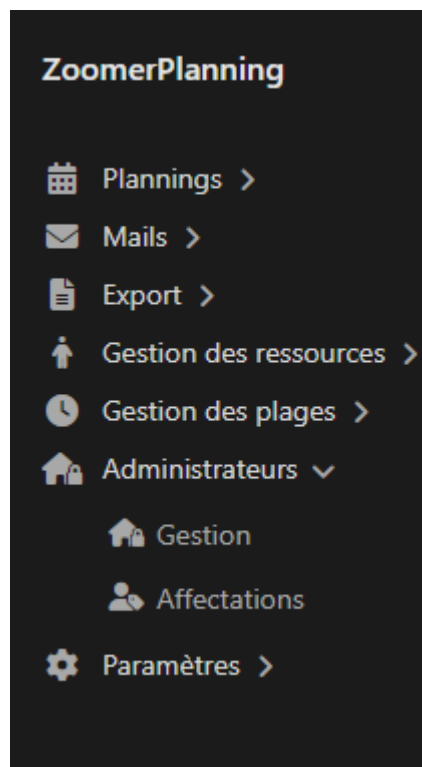 ZoomerPlanning
Plannings
Mails
Export
Gestion des ressources
Gestion des plages
Administrateurs
Gestion
Affectations
Paramètres